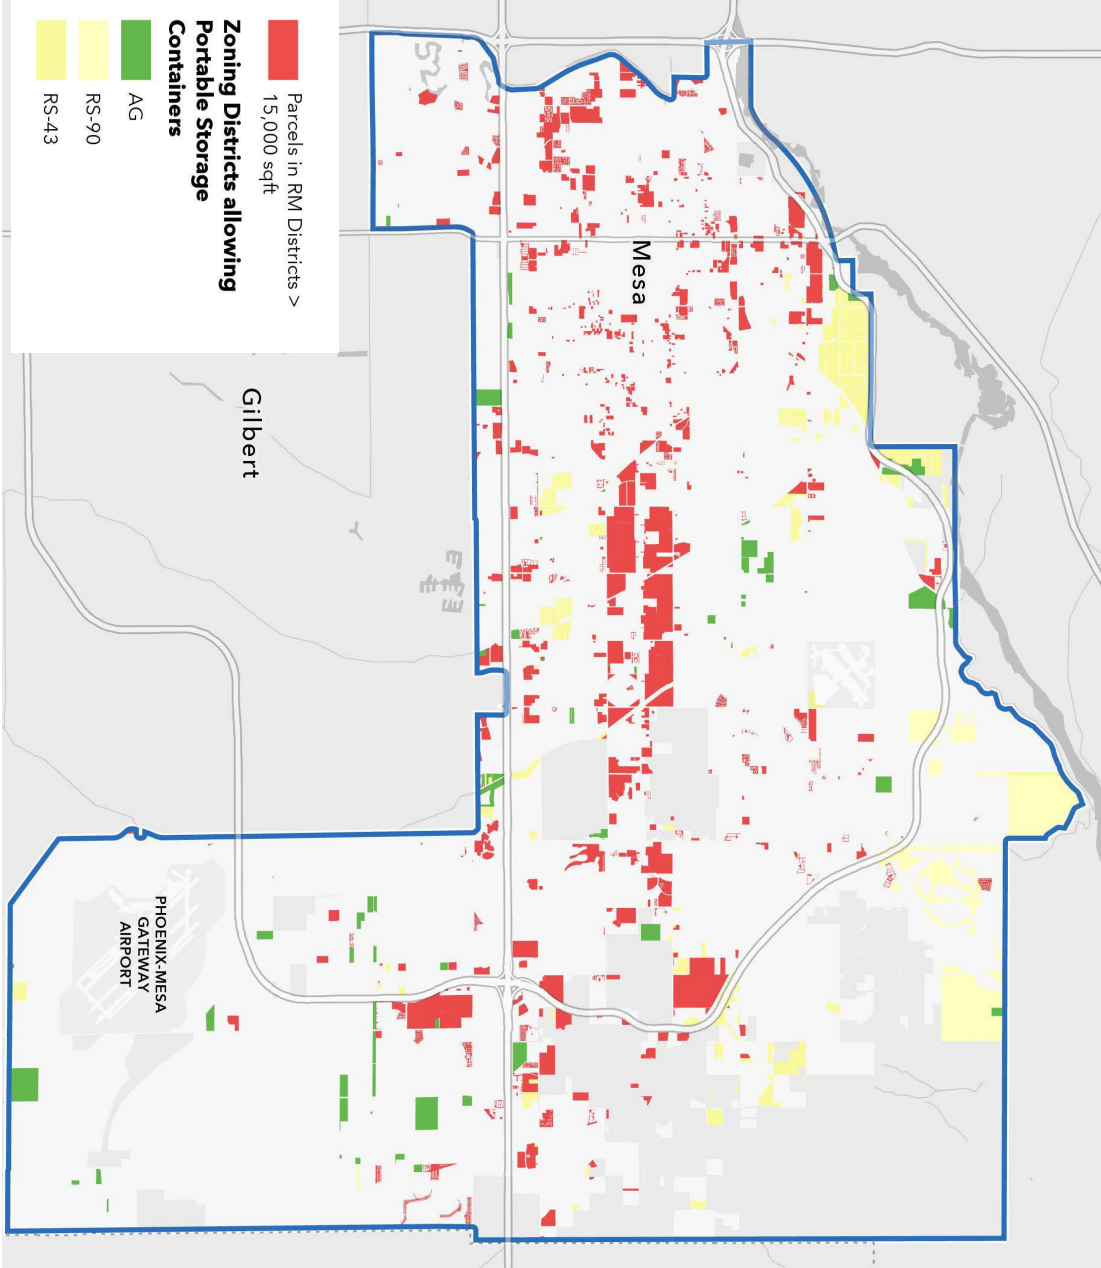 Parcels in RM Districts >
15,000 sqft
Zoning Districts allowing
Portable Storage
Containers
AG
RS-90
RS-43
Mesa
Gilbert
PHOENIX-MESA
GATEWAY
AIRPORT